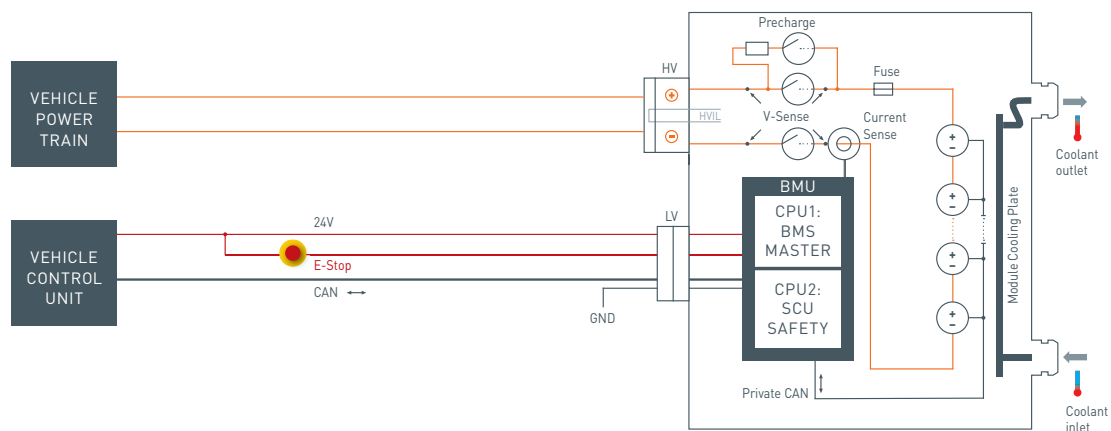 Precharge
HV
Fuse
VEHICLE
POWER
TRAIN
+
HVIL
V-Sense
Current
Sense
−
+
−
Coolant
outlet
BMU
CPU1:
BMS
MASTER
+
−
LV
24V
VEHICLE
CONTROL
UNIT
E-Stop
CAN
GND
CPU2:
SCU
SAFETY
+
−
Module Cooling Plate
+
−
Private CAN
Coolant
inlet